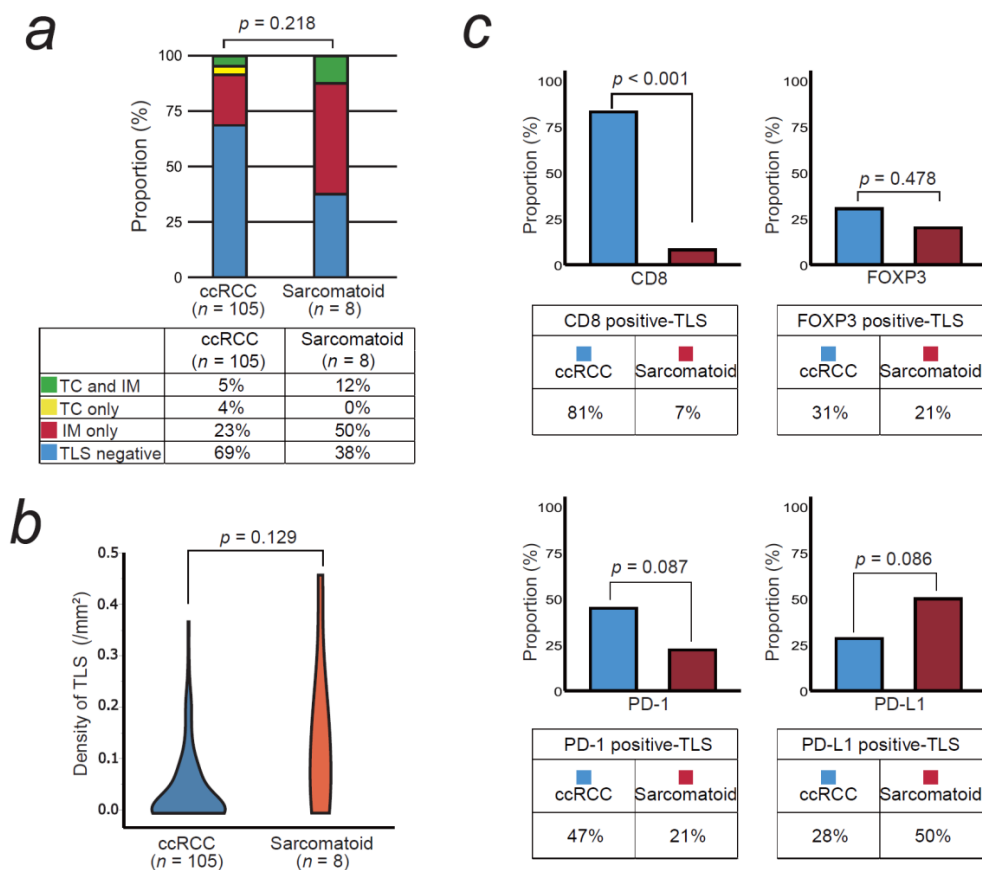 a
p = 0.218
Proportion (%)
100
75
50
25
0
ccRCC
(n = 105)
Sarcomatoid
(n = 8)
ccRCC
(n = 105)
Sarcomatoid
(n = 8)
TC and IM 5% 12%
TC only 4% 0%
IM only 23% 50%
TLS negative 69% 38%
b
p = 0.129
Density of TLS (/mm²)
0.5
0.4
0.3
0.2
0.1
0.0
ccRCC
(n = 105)
Sarcomatoid
(n = 8)
c
p < 0.001
Proportion (%)
100
75
50
25
0
CD8
CD8 positive-TLS
ccRCC Sarcomatoid
81% 7%
p = 0.478
Proportion (%)
100
75
50
25
0
FOXP3
FOXP3 positive-TLS
ccRCC Sarcomatoid
31% 21%
p = 0.087
Proportion (%)
100
75
50
25
0
PD-1
PD-1 positive-TLS
ccRCC Sarcomatoid
47% 21%
p = 0.086
Proportion (%)
100
75
50
25
0
PD-L1
PD-L1 positive-TLS
ccRCC Sarcomatoid
28% 50%